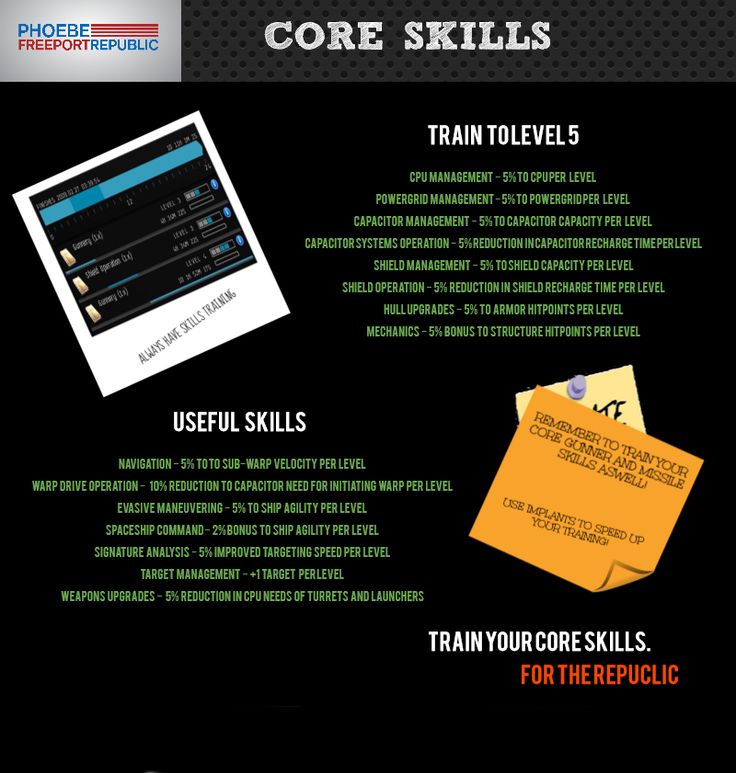 PHOEBE
FREEPORTREPUBLIC
CORE SKILLS
TRAIN TO LEVEL 5
CPU MANAGEMENT - 5% TO CPU PER LEVEL
POWERGRID MANAGEMENT - 5% TO POWERGRID PER LEVEL
CAPACITOR MANAGEMENT - 5% TO CAPACITOR CAPACITY PER LEVEL
CAPACITOR SYSTEMS OPERATION - 5% REDUCTION IN CAPACITOR RECHARGE TIME PER LEVEL
SHIELD MANAGEMENT - 5% TO SHIELD CAPACITY PER LEVEL
SHIELD OPERATION - 5% REDUCTION IN SHIELD RECHARGE TIME PER LEVEL
HULL UPGRADES - 5% TO ARMOR HITPOINTS PER LEVEL
MECHANICS - 5% BONUS TO STRUCTURE HITPOINTS PER LEVEL
12
24
Gunnery (1x)
LEVEL 3
Shield Operation (1x)
LEVEL 3
Gunnery (1x)
LEVEL 4
ALWAYS HAVE SKILLS TRAINING
USEFUL SKILLS
NAVIGATION - 5% TO TO SUB-WARP VELOCITY PER LEVEL
WARP DRIVE OPERATION - 10% REDUCTION TO CAPACITOR NEED FOR INITIATING WARP PER LEVEL
EVASIVE MANEUVERING - 5% TO SHIP AGILITY PER LEVEL
SPACESHIP COMMAND - 2% BONUS TO SHIP AGILITY PER LEVEL
SIGNATURE ANALYSIS - 5% IMPROVED TARGETING SPEED PER LEVEL
TARGET MANAGEMENT - +1 TARGET PER LEVEL
WEAPONS UPGRADES - 5% REDUCTION IN CPU NEEDS OF TURRETS AND LAUNCHERS
REMEMBER TO TRAIN YOUR
CORE GUNNER AND MISSILE
SKILLS ASWELL!
USE IMPLANTS TO SPEED UP
YOUR TRAINING!
TRAIN YOUR CORE SKILLS.
FOR THE REPUCLIC